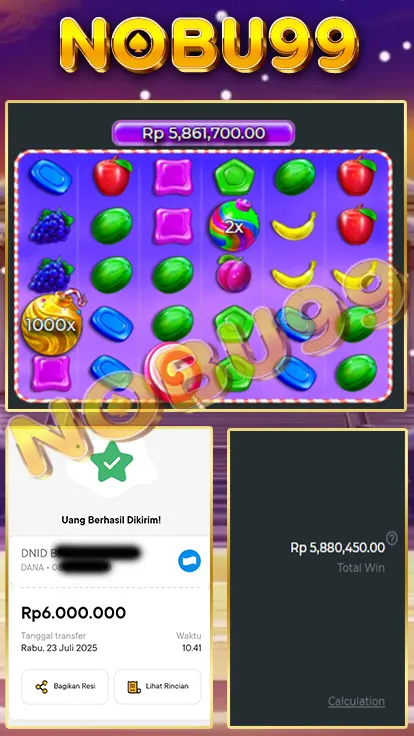 NOBU99
Rp 5,861,700.00
2x
1000x
NOBU99
Uang Berhasil Dikirim!
DNID B
DANA • 08
Rp6.000.000
Tanggal transfer
Waktu
Rabu, 23 Juli 2025
10.41
Bagikan Resi
Lihat Rincian
Rp 5,880,450.00
?
Total Win
Calculation